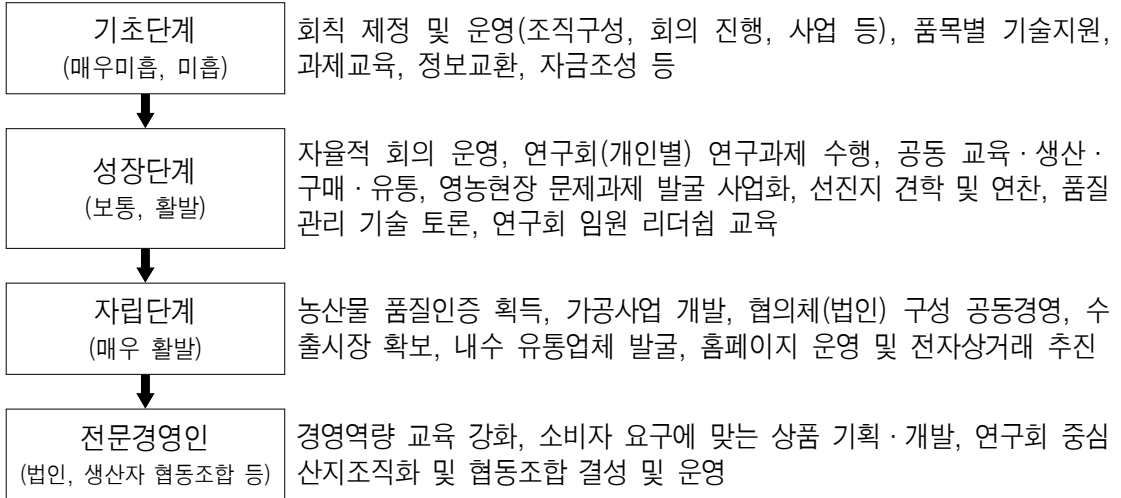 기초단계
(매우미흡, 미흡)
회칙 제정 및 운영(조직구성, 회의 진행, 사업 등), 품목별 기술지원,
과제교육, 정보교환, 자금조성 등
성장단계
(보통, 활발)
자율적 회의 운영, 연구회(개인별) 연구과제 수행, 공동 교육·생산·
구매·유통, 영농현장 문제과제 발굴 사업화, 선진지 견학 및 연찬, 품질
관리 기술 토론, 연구회 임원 리더쉽 교육
자립단계
(매우 활발)
농산물 품질인증 획득, 가공사업 개발, 협의체(법인) 구성 공동경영, 수
출시장 확보, 내수 유통업체 발굴, 홈페이지 운영 및 전자상거래 추진
전문경영인
(법인, 생산자 협동조합 등)
경영역량 교육 강화, 소비자 요구에 맞는 상품 기획·개발, 연구회 중심
산지조직화 및 협동조합 결성 및 운영